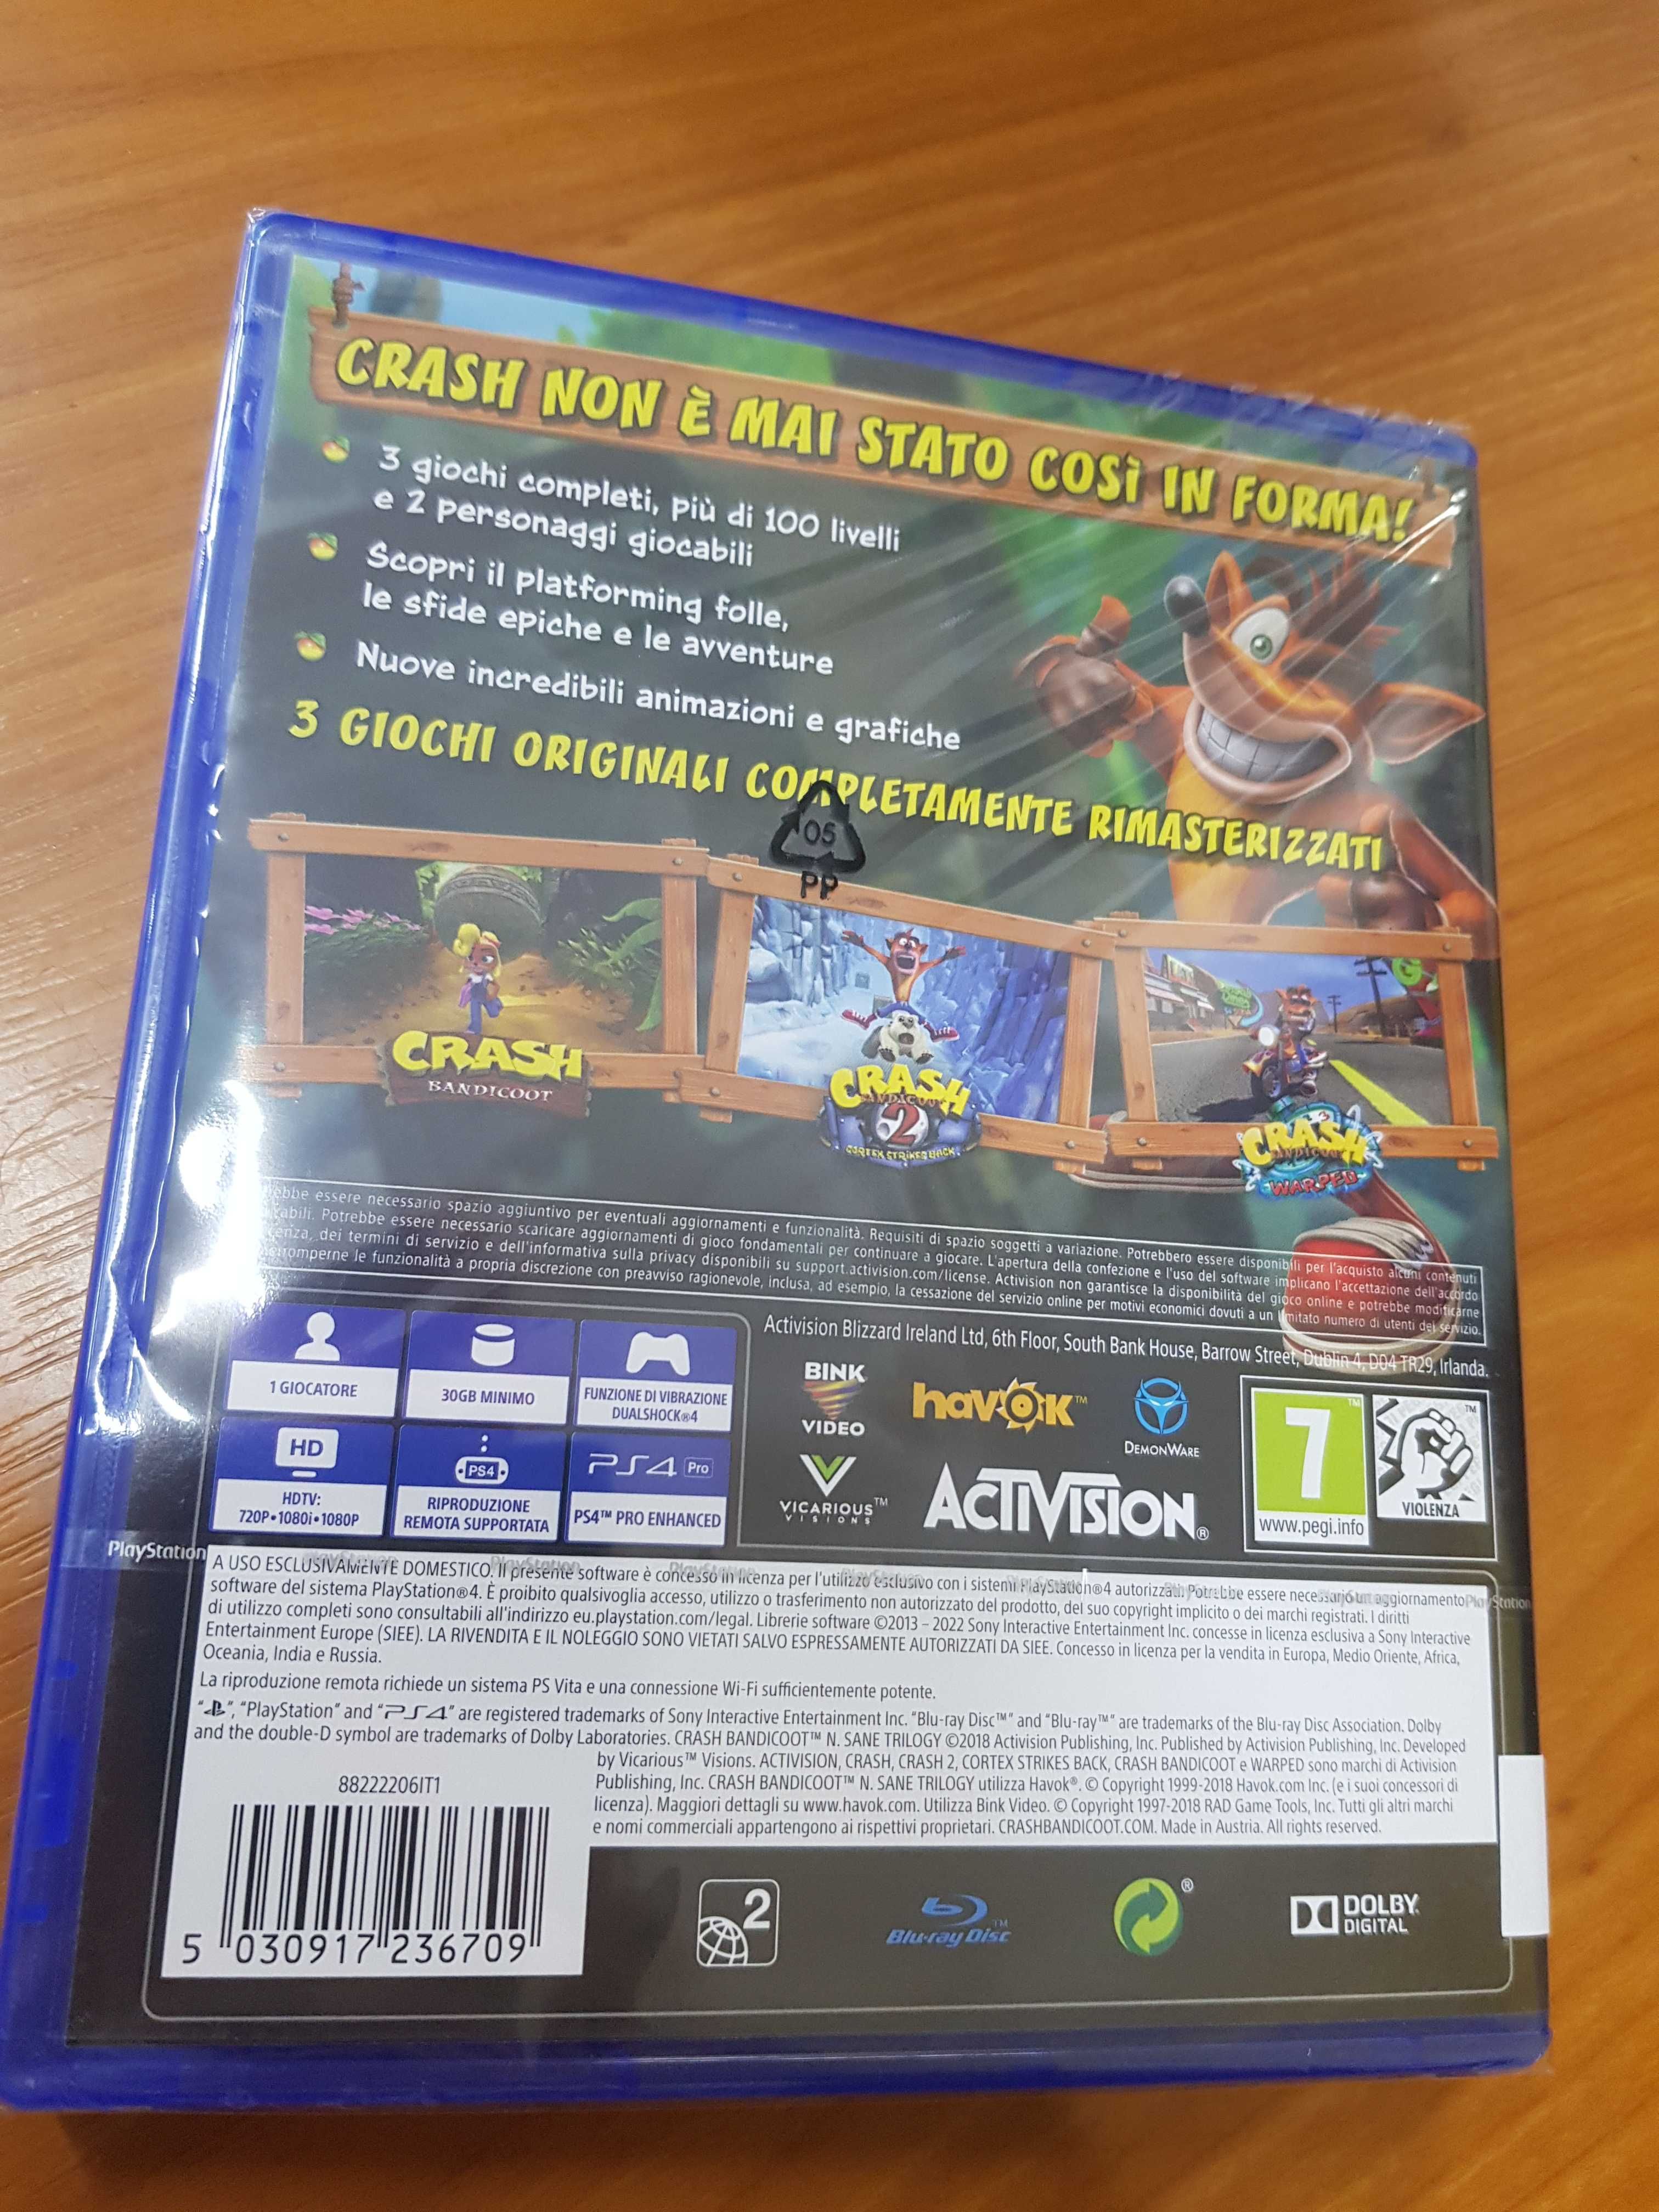 CRASH NON È MAI STATO COSÌ IN FORMA!
3 giochi completi, più di 100 livelli
e 2 personaggi giocabili
Scopri il platforming folle,
le sfide epiche e le avventure
Nuove incredibili animazioni e grafiche
3 GIOCHI ORIGINALI COMPLETAMENTE RIMASTERIZZATI
05
PP
CRASH
BANDICOOT
CRASH
BANDICOOT
2
CORTEX STRIKES BACK
CRASH
BANDICOOT
3
WARPED
essere necessario spazio aggiuntivo per eventuali aggiornamenti e funzionalità. Requisiti di spazio soggetti a variazione. Potrebbero essere disponibili per l'acquisto alcuni contenuti
Potrebbe essere necessario scaricare aggiornamenti di gioco fondamentali per continuare a giocare. L'apertura della confezione e l'uso del software implicano l'accettazione dell'accordo
dei termini di servizio e dell'informativa sulla privacy disponibili su support.activision.com/license. Activision non garantisce la disponibilità del gioco online e potrebbe modificarne
le funzionalità a propria discrezione con preavviso ragionevole, inclusa, ad esempio, la cessazione del servizio online per motivi economici dovuti a un limitato numero di utenti del servizio.
Activision Blizzard Ireland Ltd, 6th Floor, South Bank House, Barrow Street, Dublin 4, D04 TR29, Irlanda.
1 GIOCATORE
30GB MINIMO
FUNZIONE DI VIBRAZIONE
DUALSHOCK®4
HD
HDTV:
720P•1080i•1080P
PS4
RIPRODUZIONE
REMOTA SUPPORTATA
PS4 Pro
PS4™ PRO ENHANCED
BINK
VIDEO
havok™
DEMONWARE
VICARIOUS™
VISIONS
ACTIVISION®
7™
www.pegi.info
™
VIOLENZA
PlayStation PlayStation PlayStation PlayStation PlayStation PlayStation PlayStation PlayStation PlayStation
A USO ESCLUSIVAMENTE DOMESTICO. Il presente software è concesso in licenza per l'utilizzo esclusivo con i sistemi PlayStation®4 autorizzati. Potrebbe essere necessario un aggiornamento
software del sistema PlayStation®4. È proibito qualsivoglia accesso, utilizzo o trasferimento non autorizzato del prodotto, del suo copyright implicito o dei marchi registrati. I diritti
di utilizzo completi sono consultabili all'indirizzo eu.playstation.com/legal. Librerie software ©2013 – 2022 Sony Interactive Entertainment Inc. concesse in licenza esclusiva a Sony Interactive
Entertainment Europe (SIEE). LA RIVENDITA E IL NOLEGGIO SONO VIETATI SALVO ESPRESSAMENTE AUTORIZZATI DA SIEE. Concesso in licenza per la vendita in Europa, Medio Oriente, Africa,
Oceania, India e Russia.
La riproduzione remota richiede un sistema PS Vita e una connessione Wi-Fi sufficientemente potente.
“ ”, “PlayStation” and “PS4” are registered trademarks of Sony Interactive Entertainment Inc. “Blu-ray Disc™” and “Blu-ray™” are trademarks of the Blu-ray Disc Association. Dolby
and the double-D symbol are trademarks of Dolby Laboratories. CRASH BANDICOOT™ N. SANE TRILOGY ©2018 Activision Publishing, Inc. Published by Activision Publishing, Inc. Developed
by Vicarious™ Visions. ACTIVISION, CRASH, CRASH 2, CORTEX STRIKES BACK, CRASH BANDICOOT e WARPED sono marchi di Activision
Publishing, Inc. CRASH BANDICOOT™ N. SANE TRILOGY utilizza Havok®. © Copyright 1999-2018 Havok.com Inc. (e i suoi concessori di
licenza). Maggiori dettagli su www.havok.com. Utilizza Bink Video. © Copyright 1997-2018 RAD Game Tools, Inc. Tutti gli altri marchi
e nomi commerciali appartengono ai rispettivi proprietari. CRASHBANDICOOT.COM. Made in Austria. All rights reserved.
88222206IT1
5 030917 236709
2
Blu-ray Disc™
®
DOLBY.
DIGITAL